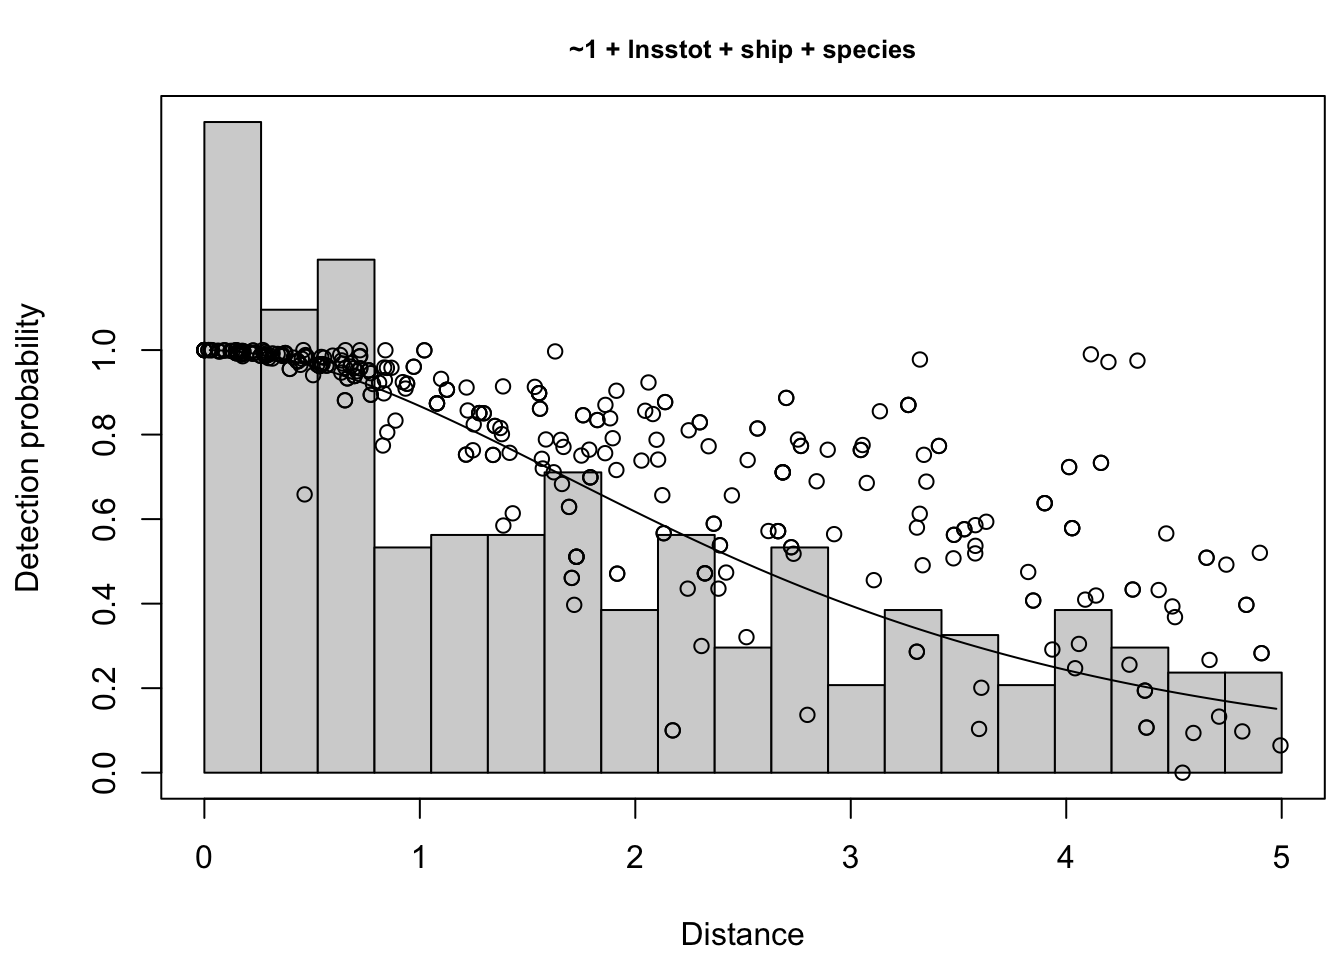 ~1 + lnsstot + ship + species
Detection probability
1.0
0.8
0.6
0.4
0.2
0.0
0 1 2 3 4 5
Distance